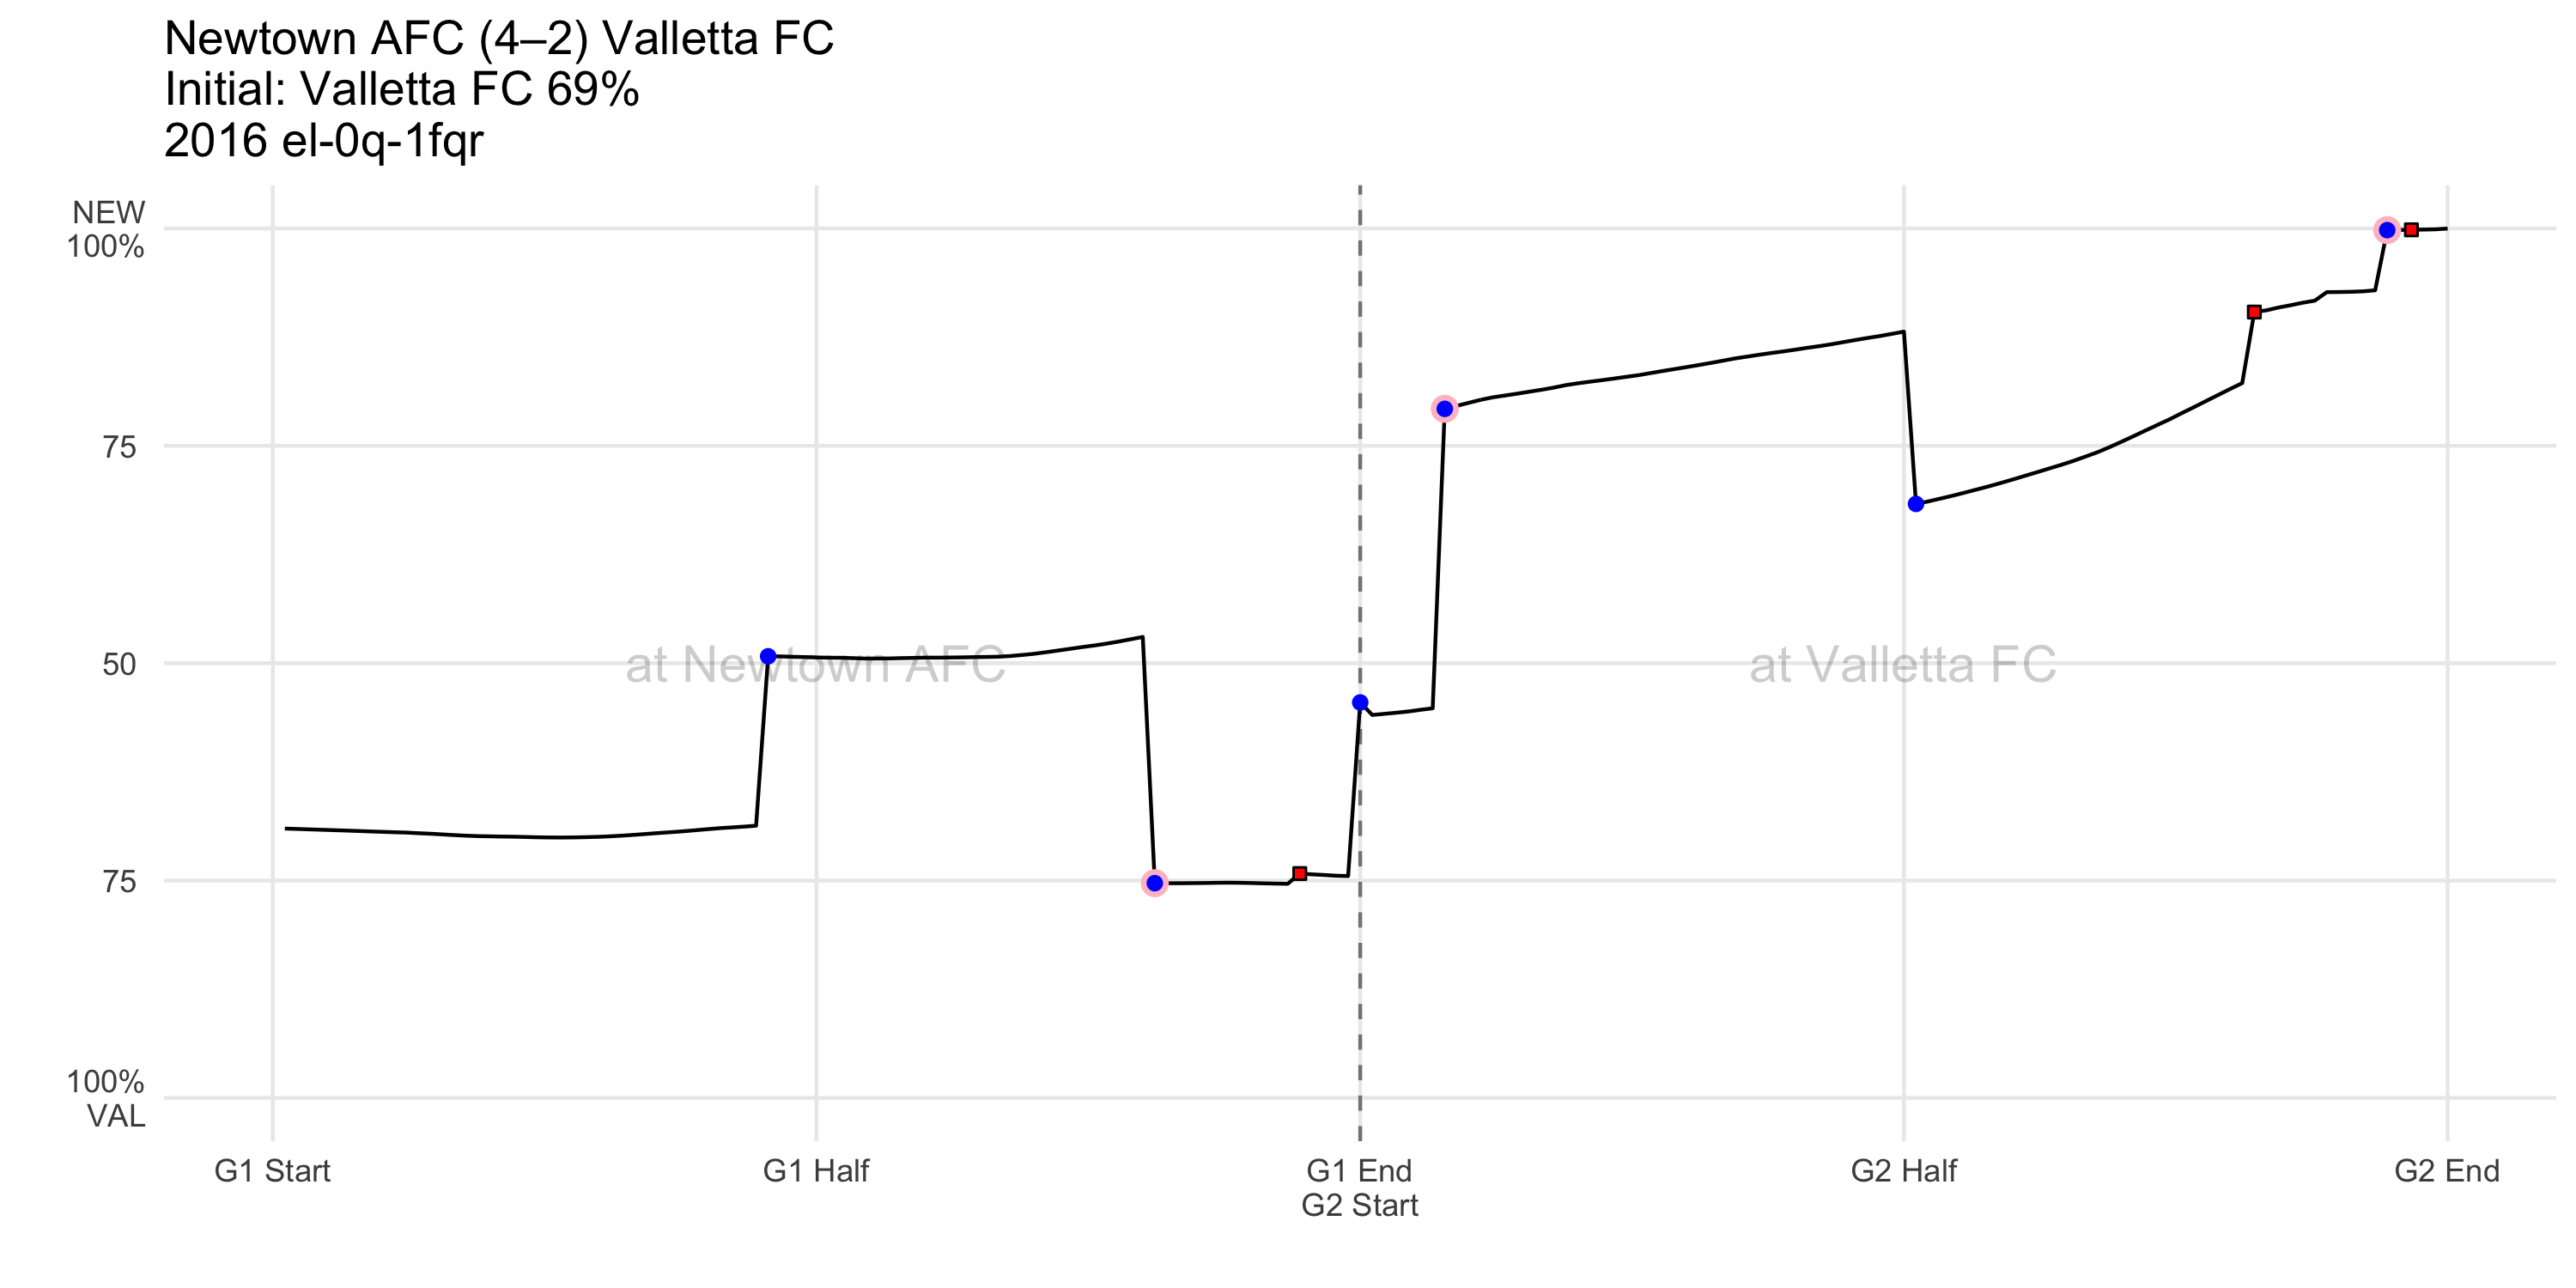 Newtown AFC (4–2) Valletta FC
Initial: Valletta FC 69%
2016 el-0q-1fqr
NEW
100%
75
50
75
100%
VAL
at Newtown AFC
at Valletta FC
G1 Start
G1 Half
G1 End
G2 Start
G2 Half
G2 End